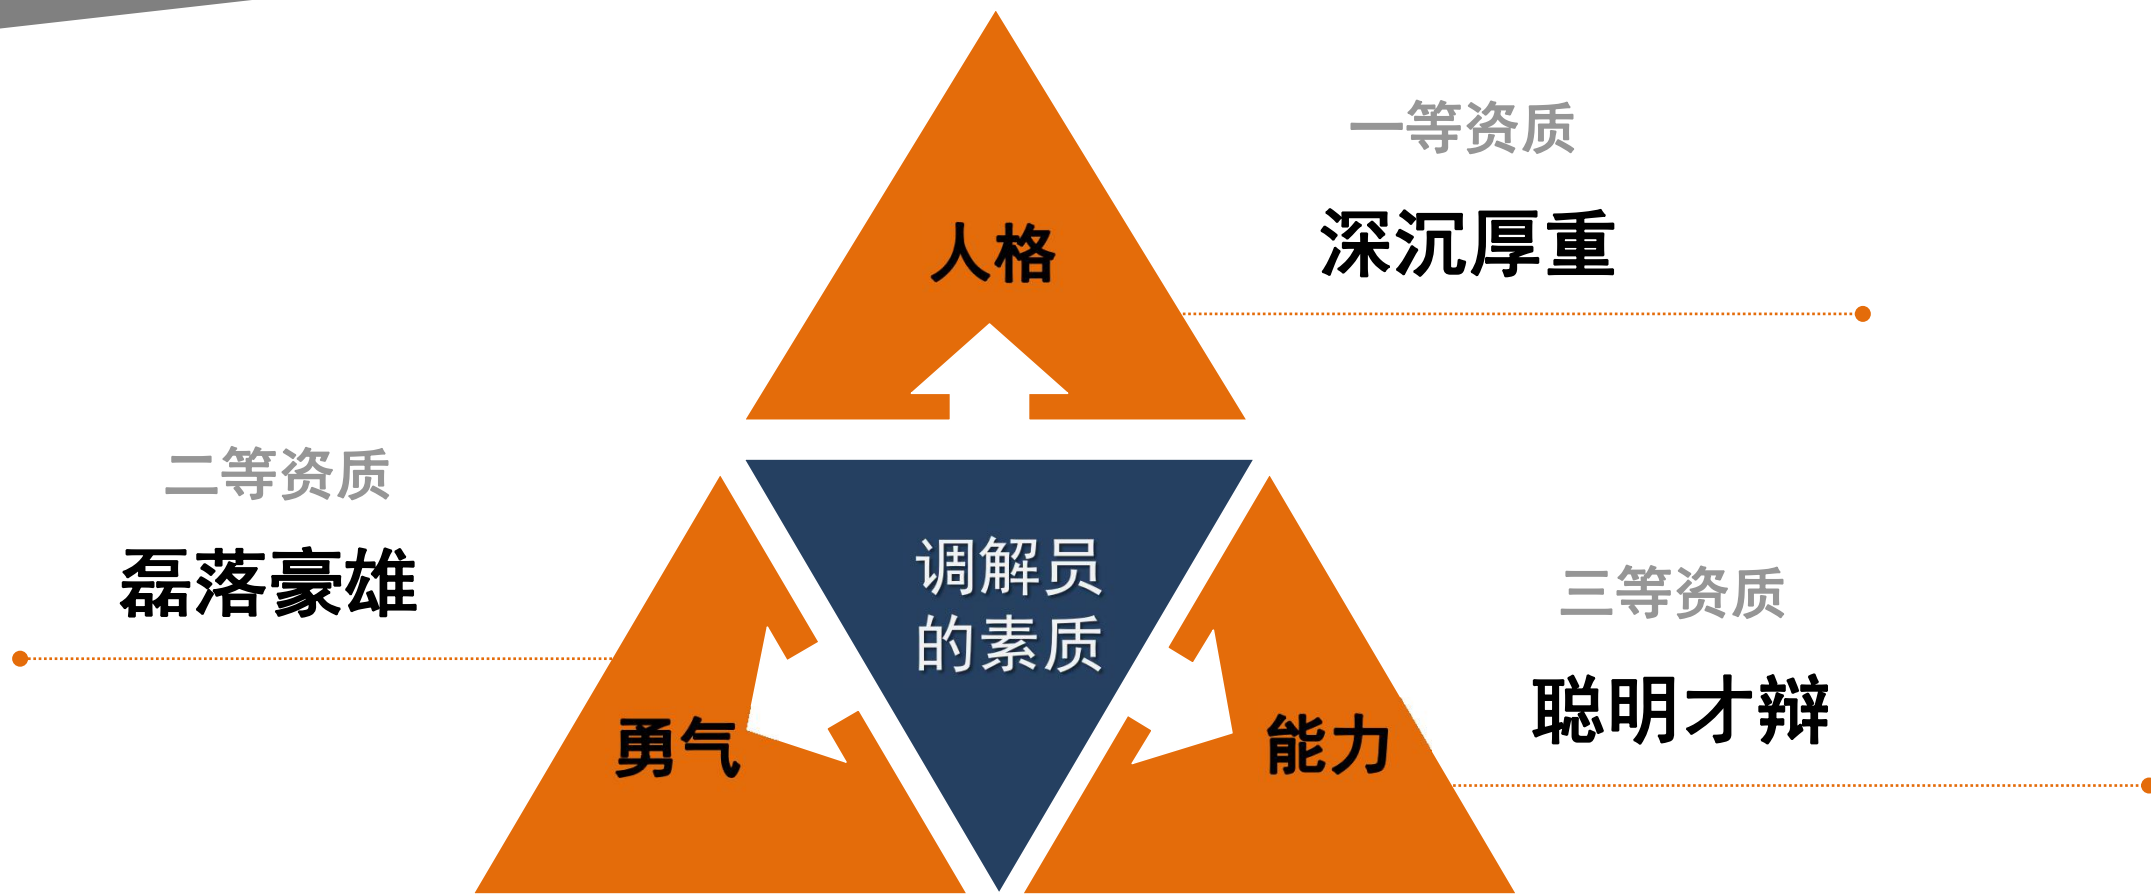 一等资质
深沉厚重
人格
二等资质
磊落豪雄
调解员
的素质
三等资质
聪明才辩
勇气
能力